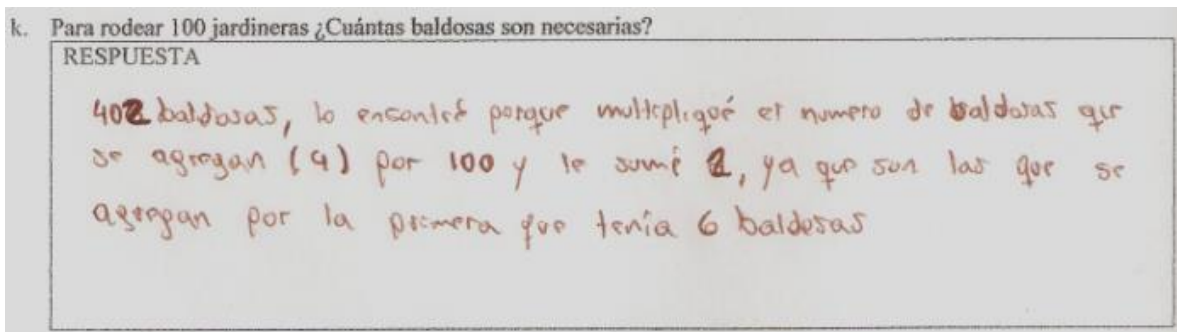 k. Para rodear 100 jardineras ¿Cuántas baldosas son necesarias?
RESPUESTA
402 baldosas, lo encontré porque multipliqué el numero de baldosas que
se agregan (4) por 100 y le sumé 2, ya que son las que se
agregan por la primera que tenía 6 baldosas